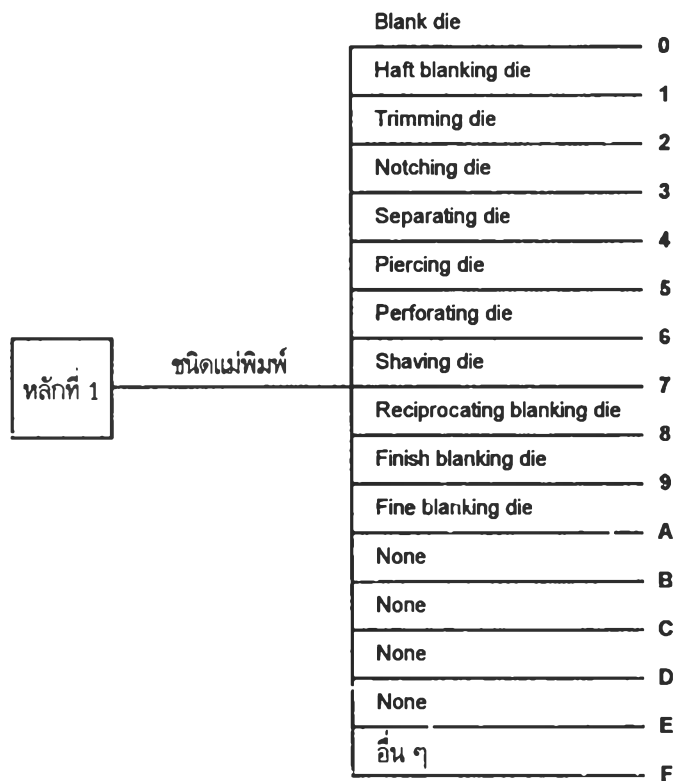 Blank die
0
Haft blanking die
1
Trimming die
2
Notching die
3
Separating die
4
Piercing die
5
Perforating die
6
หลักที่ 1
ชนิดแม่พิมพ์
Shaving die
7
Reciprocating blanking die
8
Finish blanking die
9
Fine blanking die
A
None
B
None
C
None
D
None
E
อื่น ๆ
F